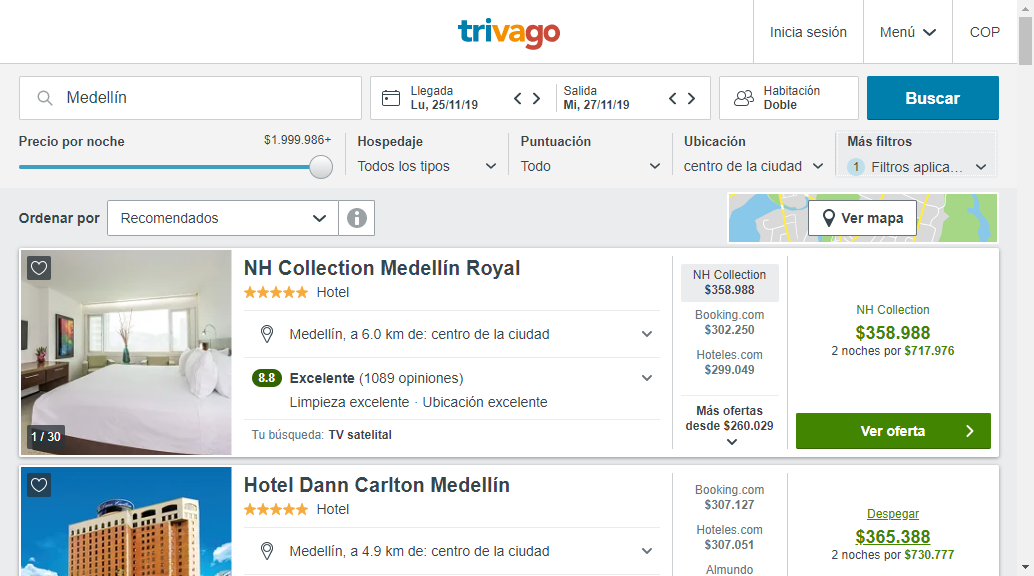 trivago
Inicia sesión
Menú
COP
Medellín
Llegada
Lu, 25/11/19
Salida
Mi, 27/11/19
Habitación
Doble
Buscar
Precio por noche
$1.999.986+
Hospedaje
Todos los tipos
Puntuación
Todo
Ubicación
centro de la ciudad
Más filtros
1 Filtros aplica...
Ordenar por
Recomendados
Ver mapa
NH Collection Medellín Royal
Hotel
Medellín, a 6.0 km de: centro de la ciudad
8.8 Excelente (1089 opiniones)
Limpieza excelente · Ubicación excelente
Tu búsqueda: TV satelital
1 / 30
NH Collection
$358.988
Booking.com
$302.250
Hoteles.com
$299.049
Más ofertas
desde $260.029
NH Collection
$358.988
2 noches por $717.976
Ver oferta
Hotel Dann Carlton Medellín
Hotel
Medellín, a 4.9 km de: centro de la ciudad
Booking.com
$307.127
Hoteles.com
$307.051
Almundo
Despegar
$365.388
2 noches por $730.777